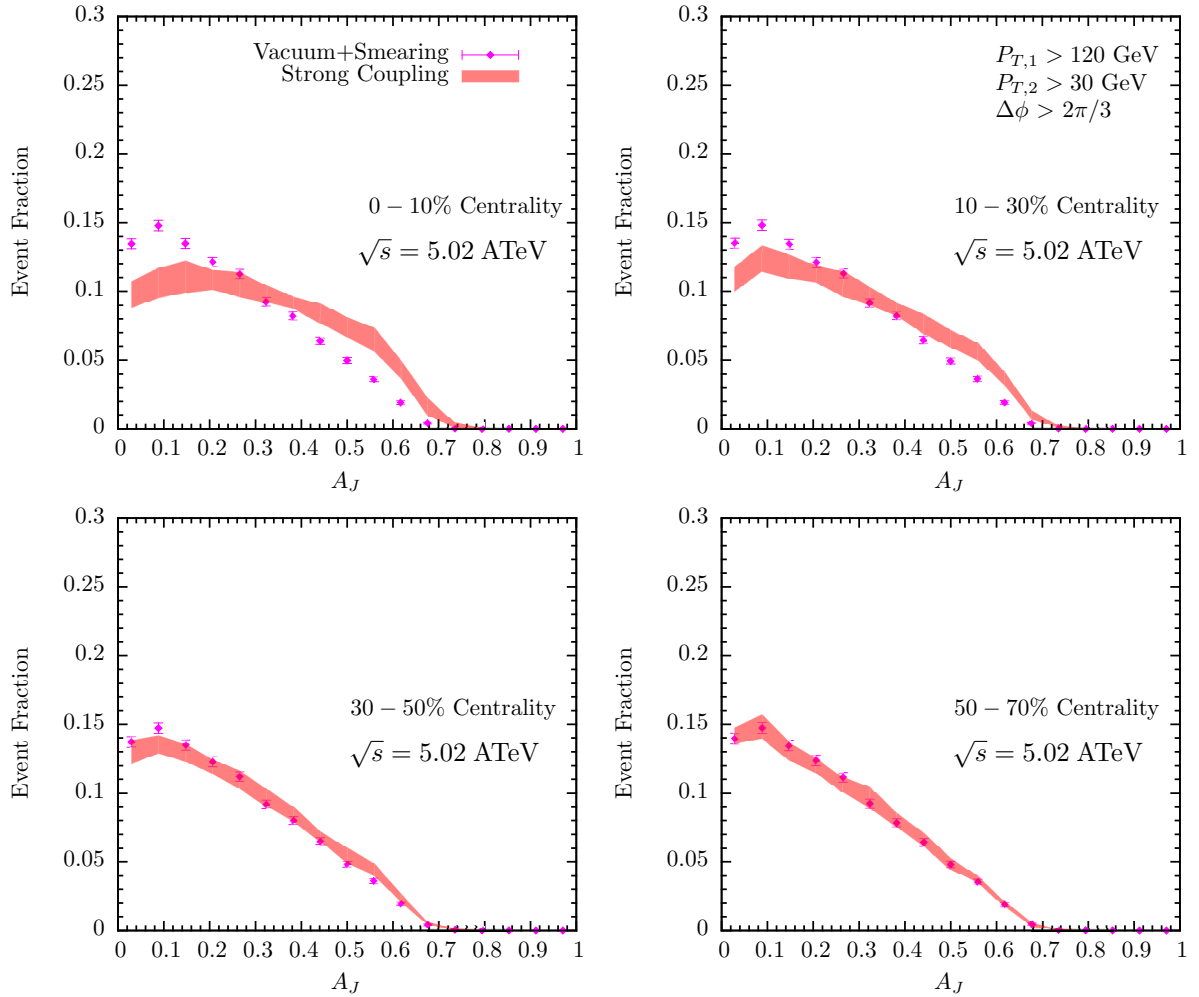 0.3
0.25
0.2
0.15
0.1
0.05
0
Event Fraction
Vacuum+Smearing
Strong Coupling
0 − 10% Centrality
√s = 5.02 ATeV
0 0.1 0.2 0.3 0.4 0.5 0.6 0.7 0.8 0.9 1
A_J
0.3
0.25
0.2
0.15
0.1
0.05
0
Event Fraction
P_{T,1} > 120 GeV
P_{T,2} > 30 GeV
Δϕ > 2π/3
10 − 30% Centrality
√s = 5.02 ATeV
0 0.1 0.2 0.3 0.4 0.5 0.6 0.7 0.8 0.9 1
A_J
0.3
0.25
0.2
0.15
0.1
0.05
0
Event Fraction
30 − 50% Centrality
√s = 5.02 ATeV
0 0.1 0.2 0.3 0.4 0.5 0.6 0.7 0.8 0.9 1
A_J
0.3
0.25
0.2
0.15
0.1
0.05
0
Event Fraction
50 − 70% Centrality
√s = 5.02 ATeV
0 0.1 0.2 0.3 0.4 0.5 0.6 0.7 0.8 0.9 1
A_J